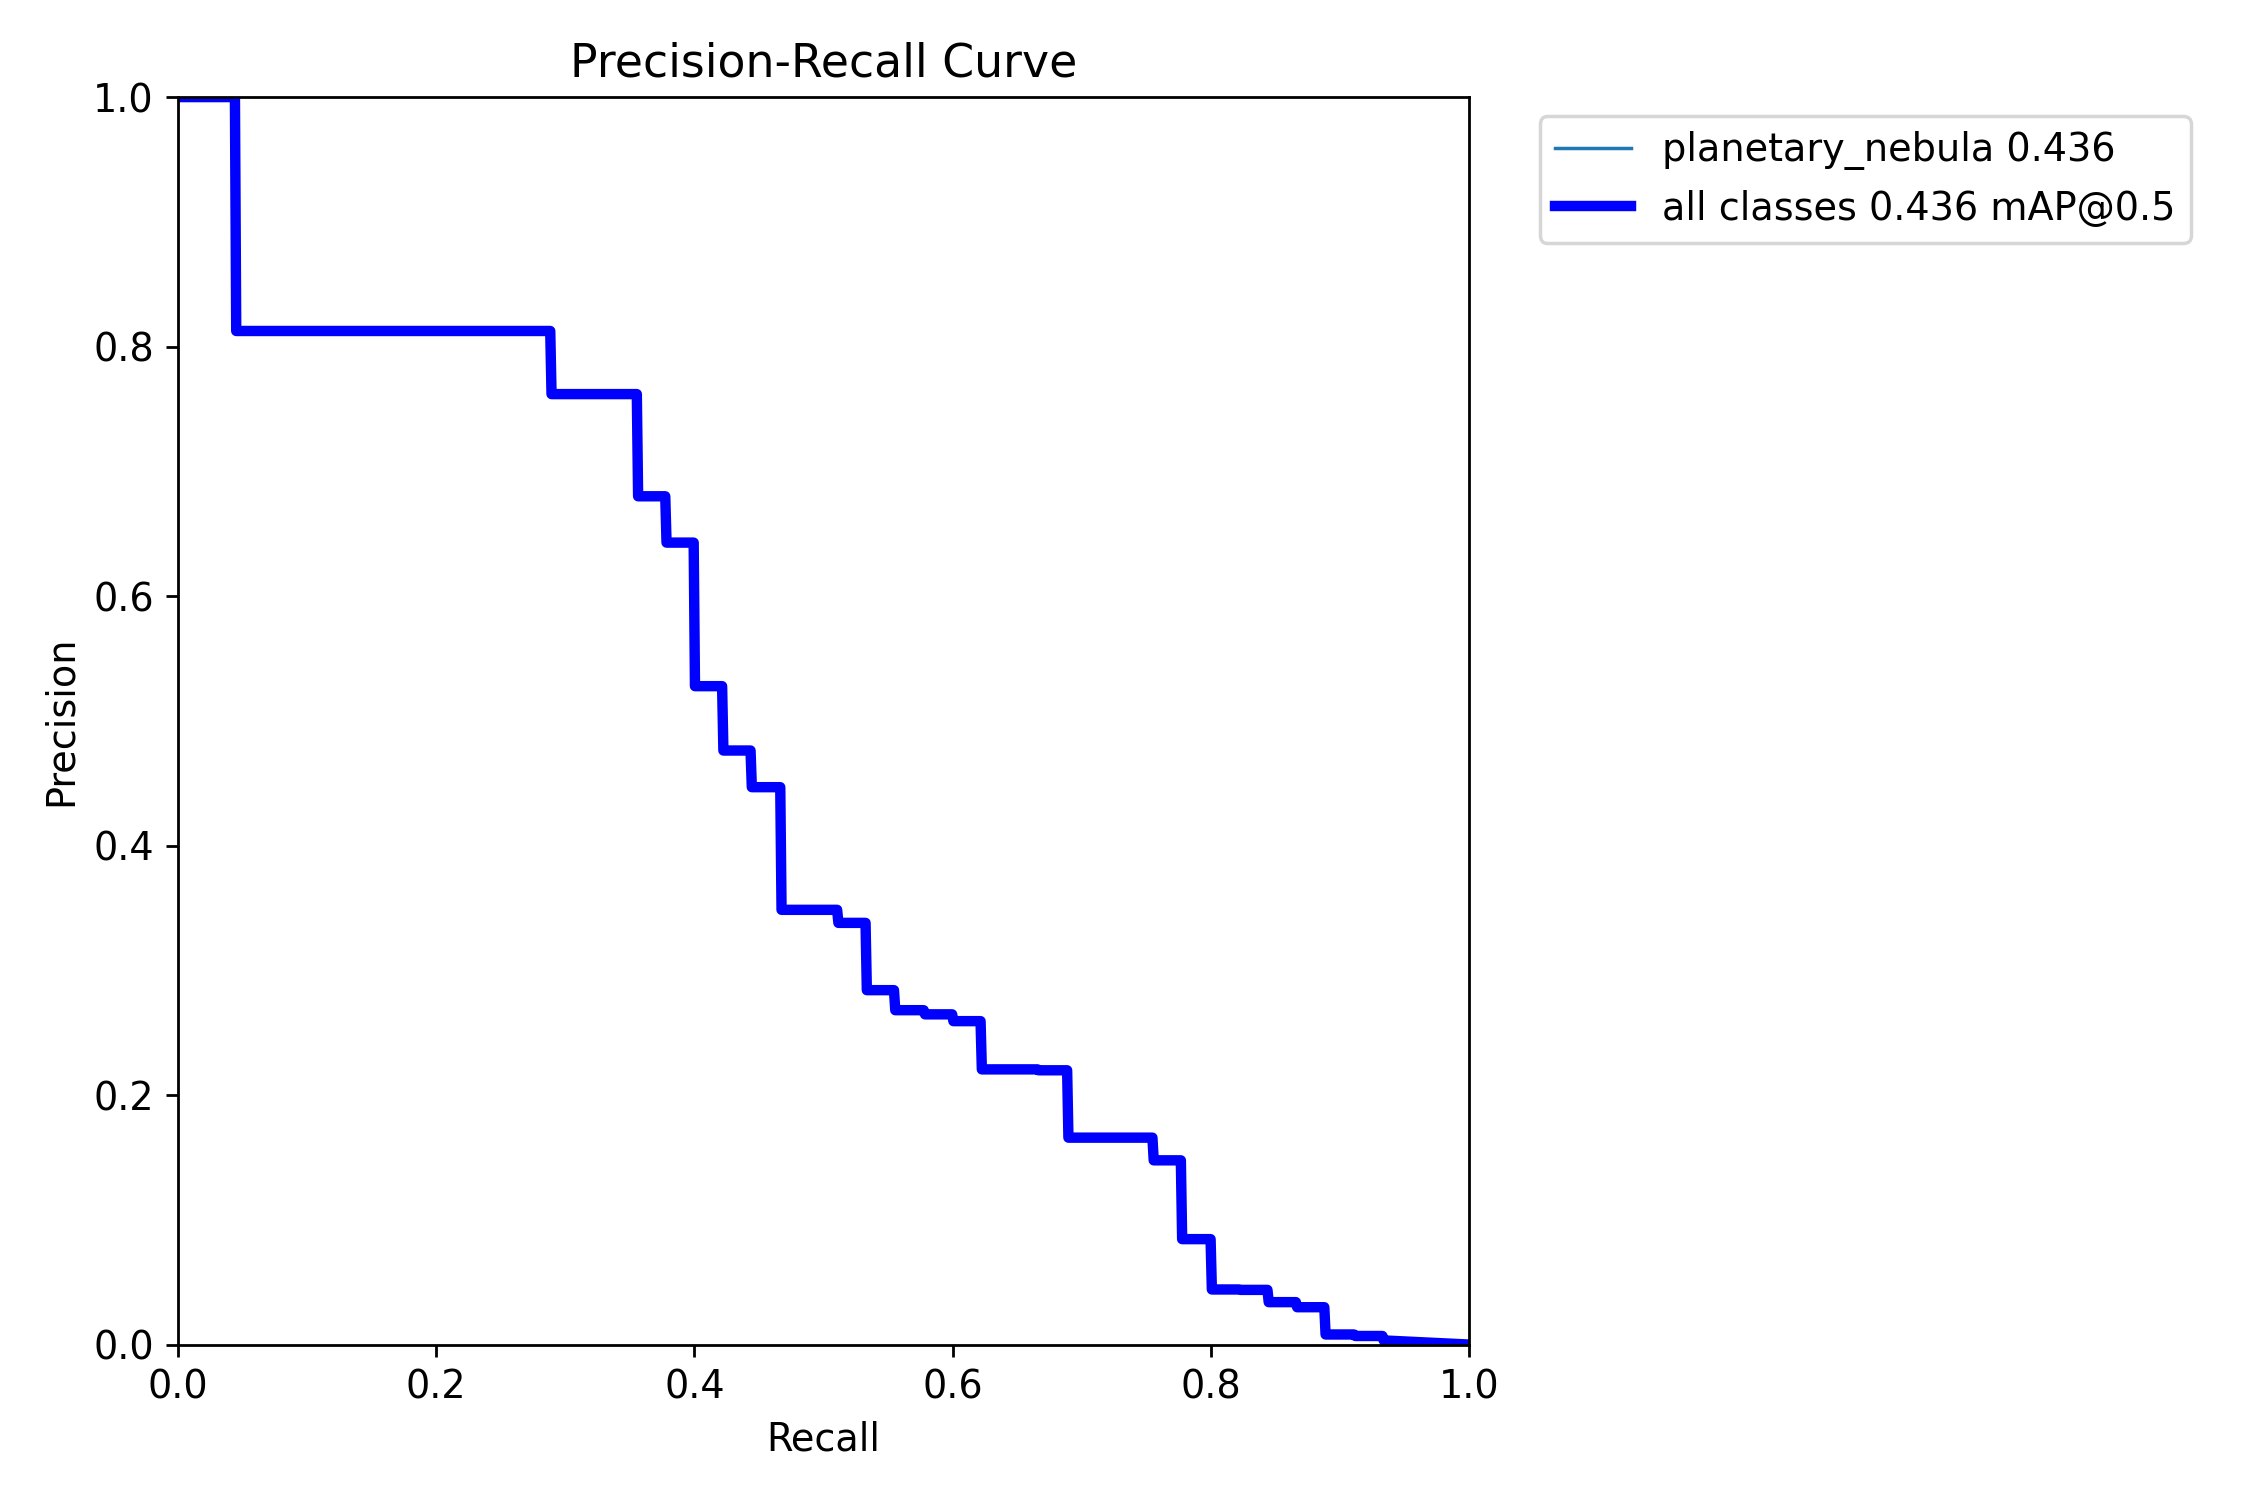 Precision-Recall Curve
planetary_nebula 0.436
all classes 0.436 mAP@0.5
1.0
0.8
0.6
0.4
0.2
0.0
Precision
0.0 0.2 0.4 0.6 0.8 1.0
Recall